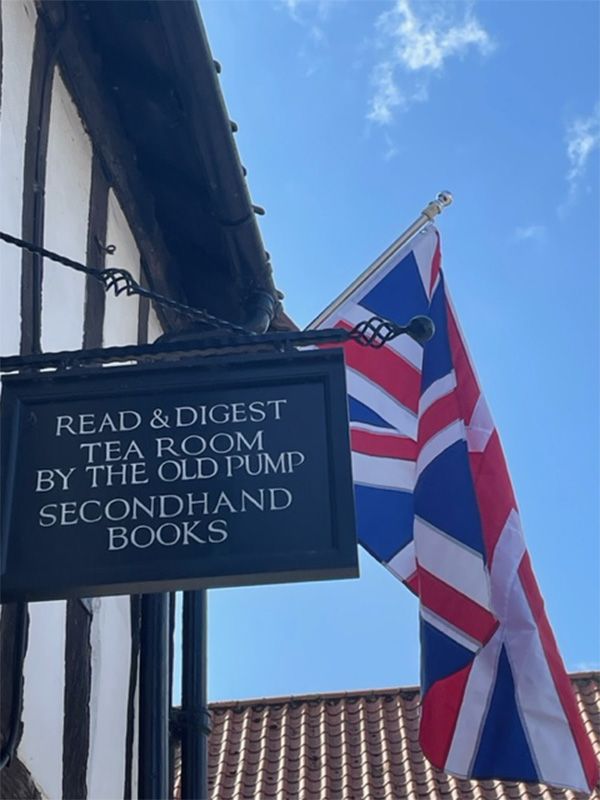 READ & DIGEST
TEA ROOM
BY THE OLD PUMP
SECONDHAND
BOOKS